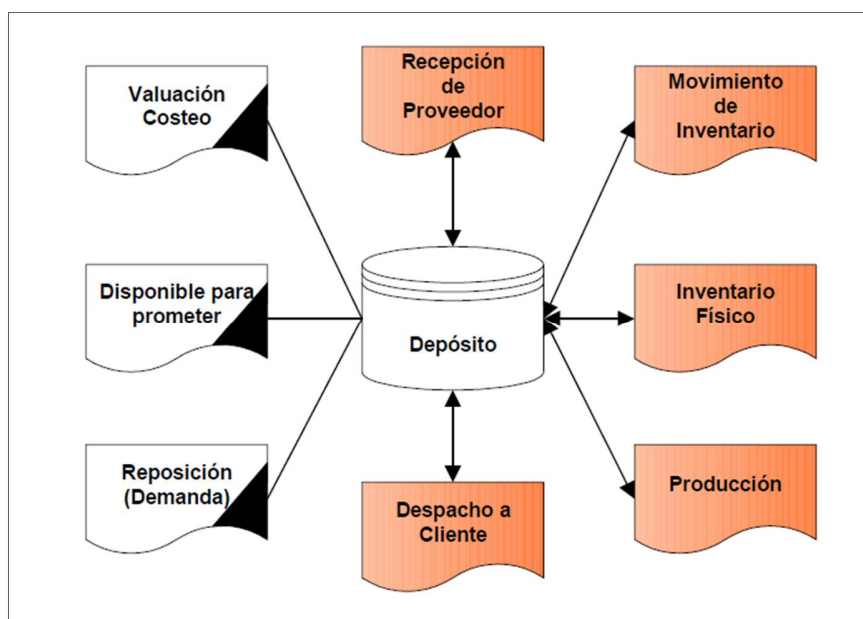 Valuación
Costeo
Recepción
de
Proveedor
Movimiento
de
Inventario
Disponible para
prometer
Depósito
Inventario
Físico
Reposición
(Demanda)
Despacho a
Cliente
Producción